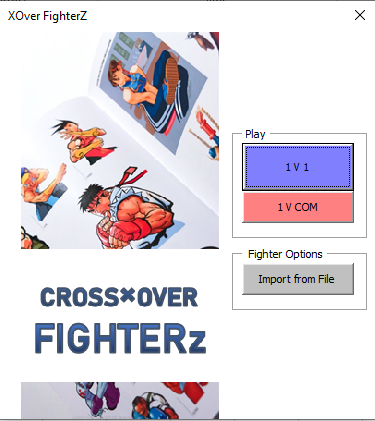 XOver FighterZ
CROSS×OVER
FIGHTERz
Play
1 V 1
1 V COM
Fighter Options
Import from File